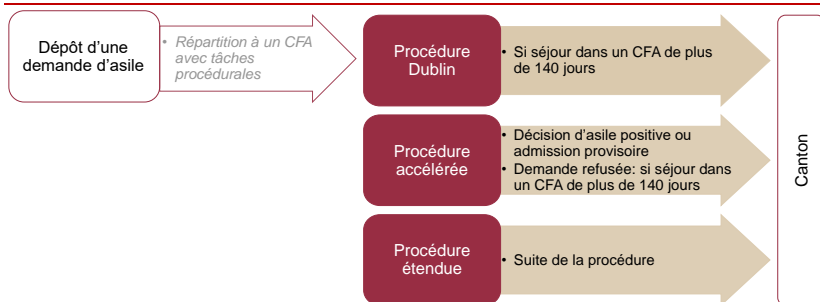 Dépôt d'une
demande d'asile
• Répartition à un CFA
avec tâches
procédurales
Procédure
Dublin
• Si séjour dans un CFA de plus
de 140 jours
Procédure
accélérée
• Décision d'asile positive ou
admission provisoire
• Demande refusée: si séjour dans
un CFA de plus de 140 jours
Procédure
étendue
• Suite de la procédure
Canton